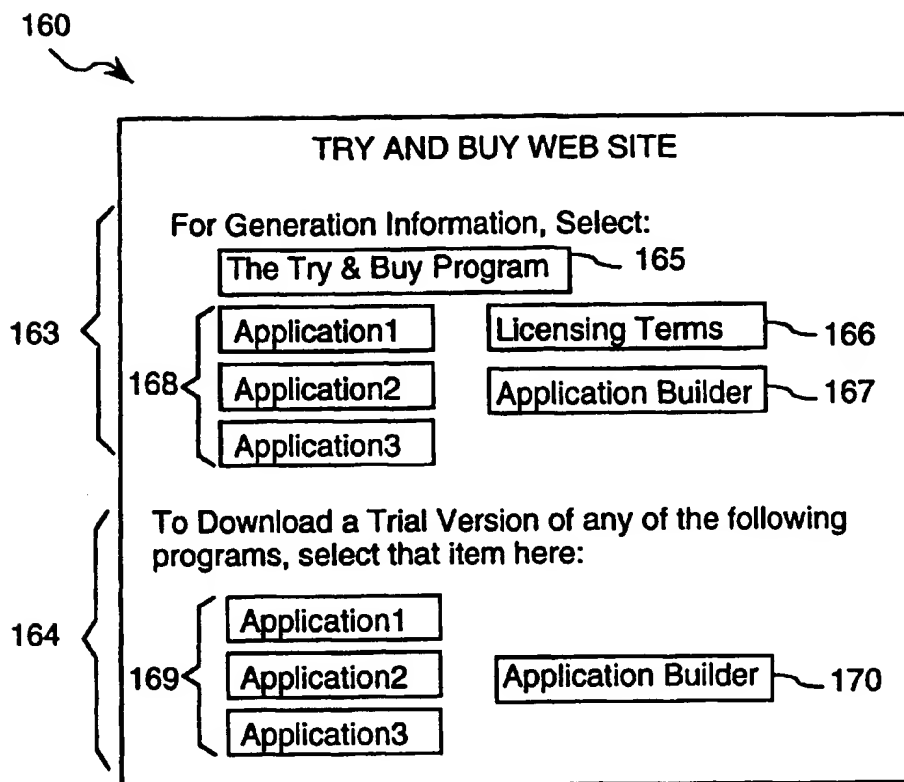 160
TRY AND BUY WEB SITE
For Generation Information, Select:
The Try & Buy Program 165
163
168 Application1 Licensing Terms 166
Application2 Application Builder 167
Application3
To Download a Trial Version of any of the following
programs, select that item here:
164
Application1
169 Application2 Application Builder 170
Application3